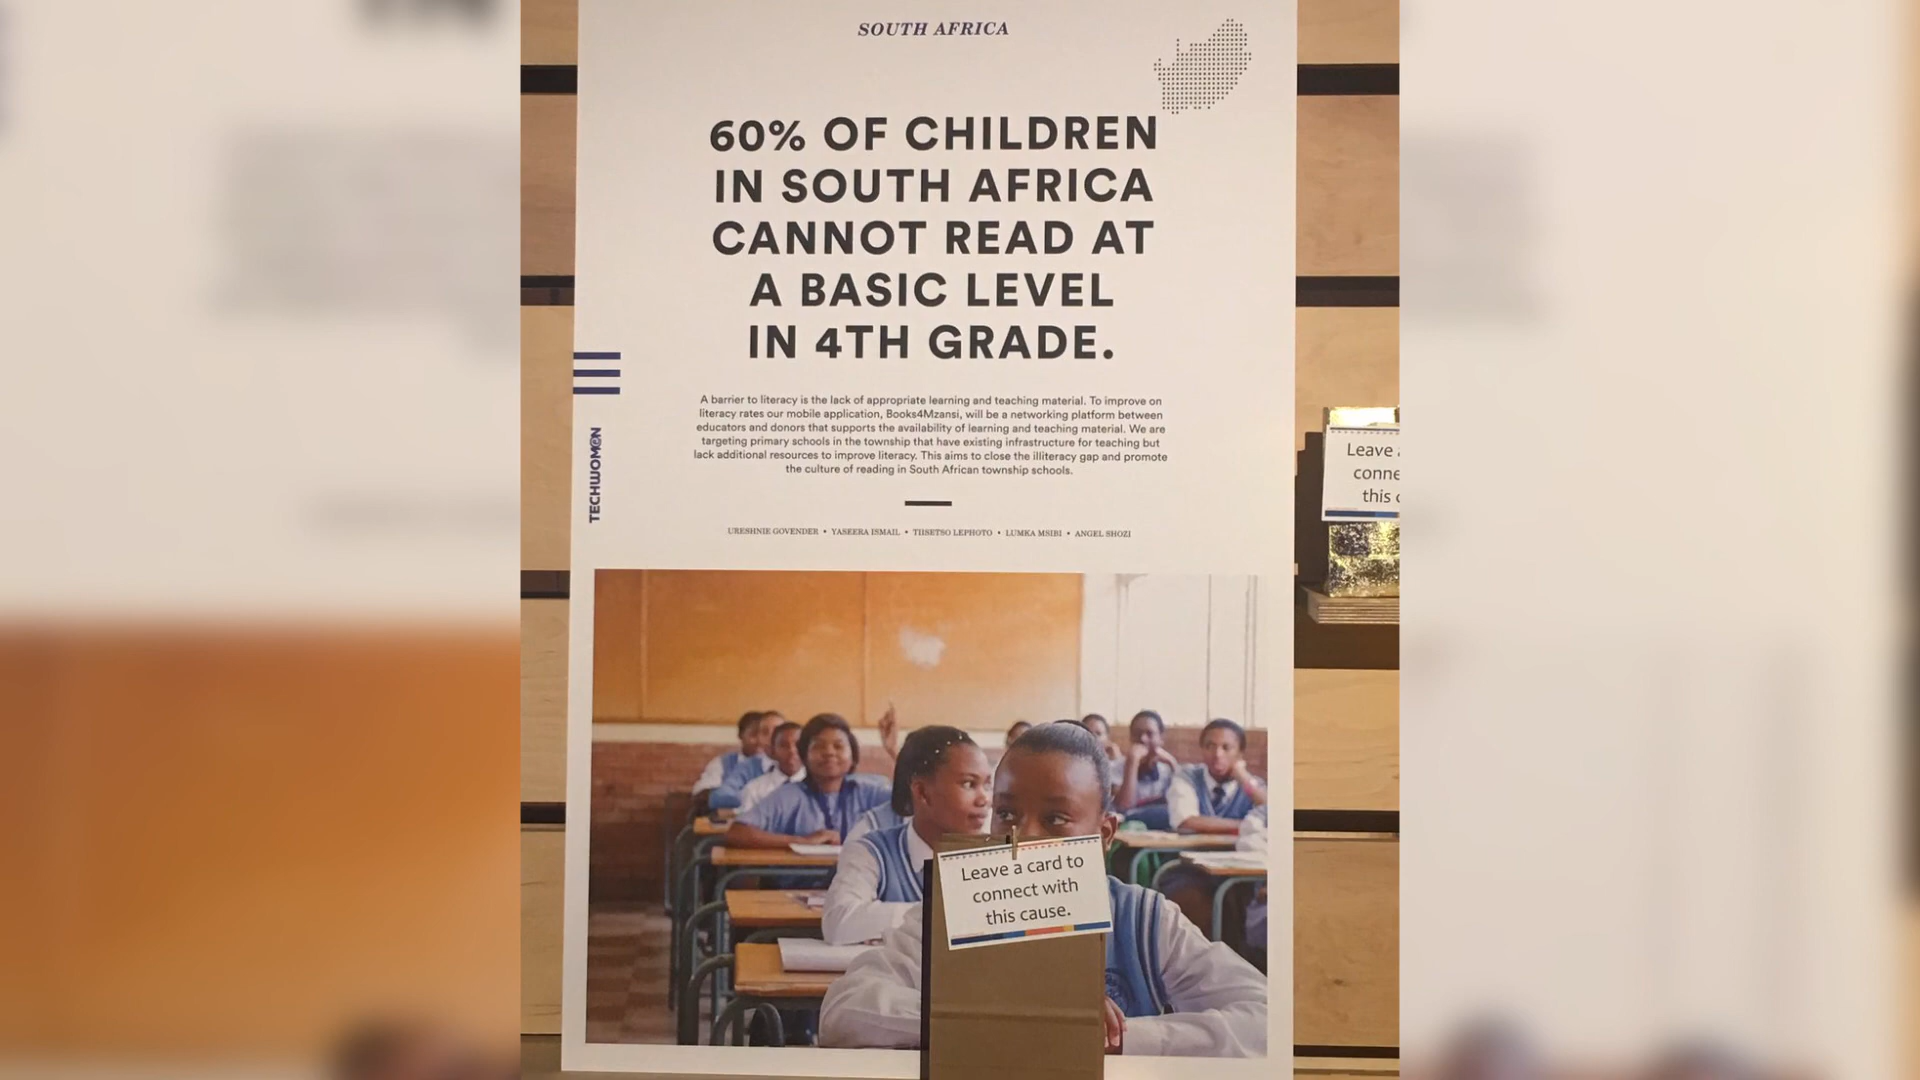 SOUTH AFRICA
60% OF CHILDREN
IN SOUTH AFRICA
CANNOT READ AT
A BASIC LEVEL
IN 4TH GRADE.
A barrier to literacy is the lack of appropriate learning and teaching material. To improve on
literacy rates our mobile application, Books4Mzansi, will be a networking platform between
educators and donors that supports the availability of learning and teaching material. We are
targeting primary schools in the township that have existing infrastructure for teaching but
lack additional resources to improve literacy. This aims to close the illiteracy gap and promote
the culture of reading in South African township schools.
TECHWOMEN
URESHNIE GOVENDER • YASEERA ISMAIL • TIISETSO LEPHOTO • LUMKA MSIBI • ANGEL SHOZI
Leave a card to
connect with
this cause.
Leave
conne
this c